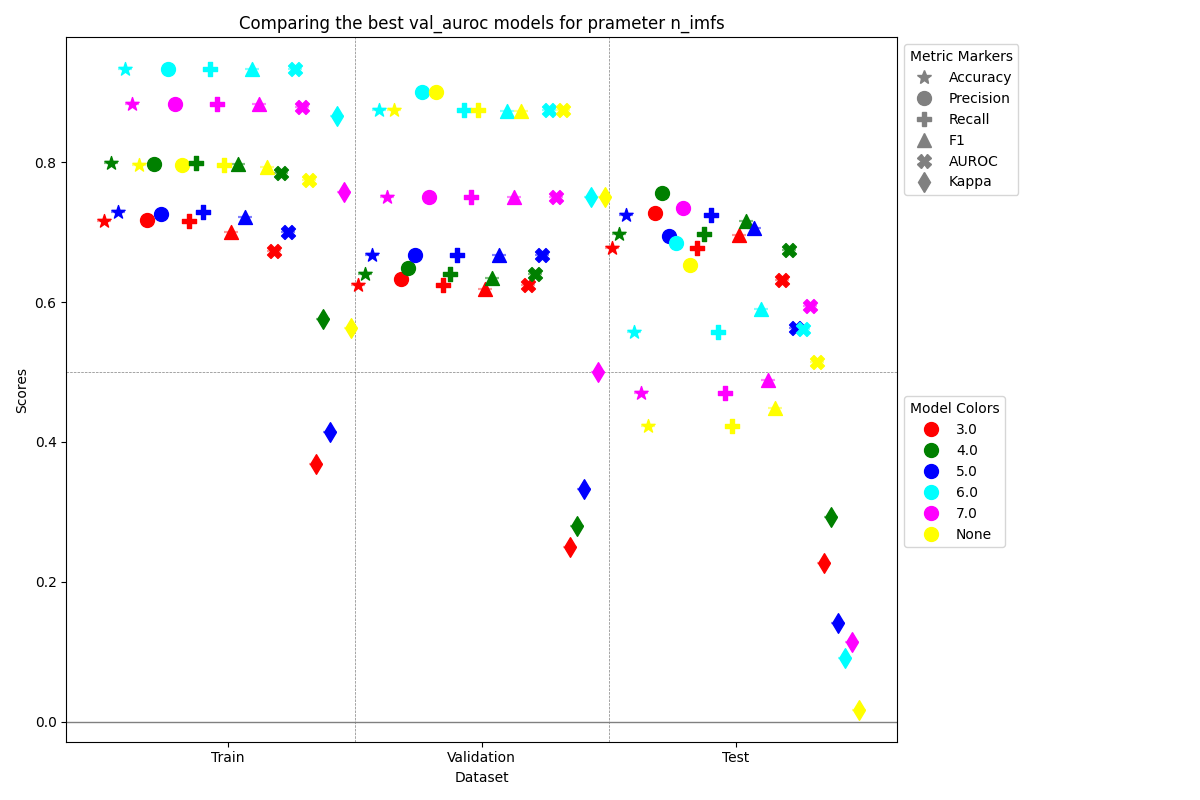 Comparing the best val_auroc models for prameter n_imfs
Scores
0.8
0.6
0.4
0.2
0.0
Train
Validation
Test
Dataset
Metric Markers
Accuracy
Precision
Recall
F1
AUROC
Kappa
Model Colors
3.0
4.0
5.0
6.0
7.0
None